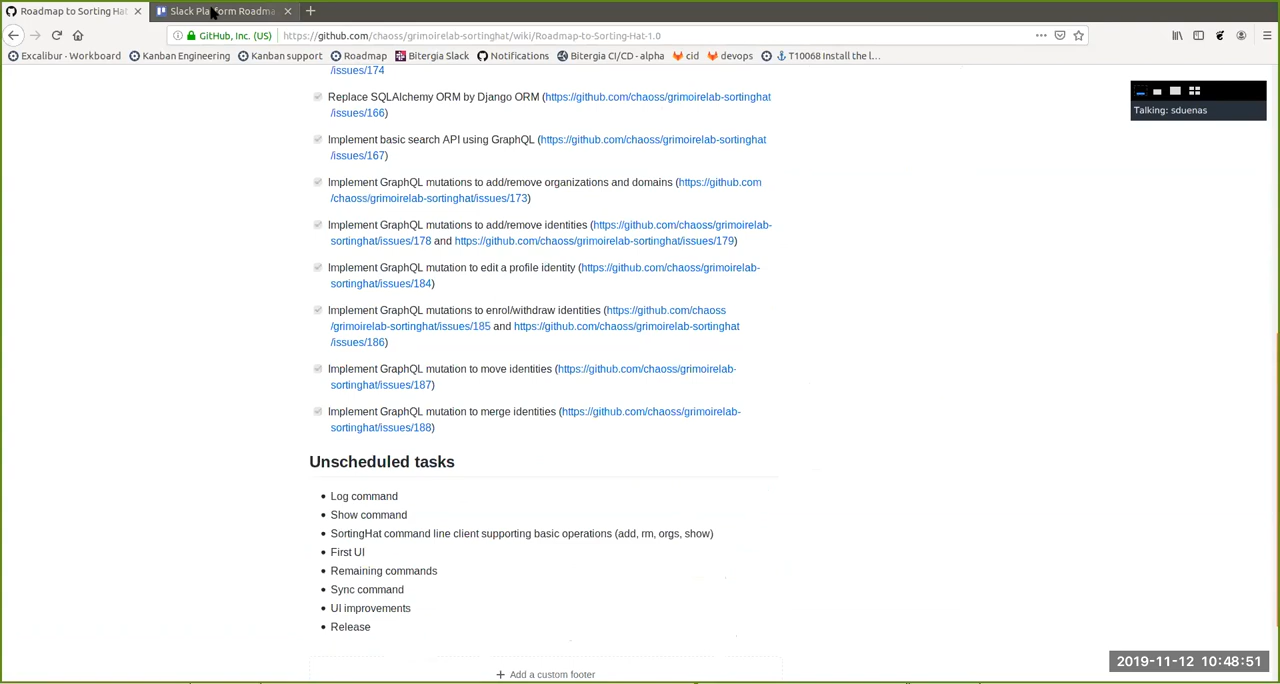 Roadmap to Sorting Hat
Slack Platform Roadma
GitHub, Inc. (US)
https://github.com/chaoss/grimoirelab-sortinghat/wiki/Roadmap-to-Sorting-Hat-1.0
Excalibur - Workboard
Kanban Engineering
Kanban support
Roadmap
Bitergia Slack
Notifications
Bitergia CI/CD - alpha
cid
devops
T10068 Install the l...
/issues/174
Talking: sduenas
Replace SQLAlchemy ORM by Django ORM (https://github.com/chaoss/grimoirelab-sortinghat
/issues/166)
Implement basic search API using GraphQL (https://github.com/chaoss/grimoirelab-sortinghat
/issues/167)
Implement GraphQL mutations to add/remove organizations and domains (https://github.com
/chaoss/grimoirelab-sortinghat/issues/173)
Implement GraphQL mutations to add/remove identities (https://github.com/chaoss/grimoirelab-
sortinghat/issues/178 and https://github.com/chaoss/grimoirelab-sortinghat/issues/179)
Implement GraphQL mutation to edit a profile identity (https://github.com/chaoss/grimoirelab-
sortinghat/issues/184)
Implement GraphQL mutations to enrol/withdraw identities (https://github.com/chaoss
/grimoirelab-sortinghat/issues/185 and https://github.com/chaoss/grimoirelab-sortinghat
/issues/186)
Implement GraphQL mutation to move identities (https://github.com/chaoss/grimoirelab-
sortinghat/issues/187)
Implement GraphQL mutation to merge identities (https://github.com/chaoss/grimoirelab-
sortinghat/issues/188)
Unscheduled tasks
• Log command
• Show command
• SortingHat command line client supporting basic operations (add, rm, orgs, show)
• First UI
• Remaining commands
• Sync command
• UI improvements
• Release
+ Add a custom footer
2019-11-12 10:48:51